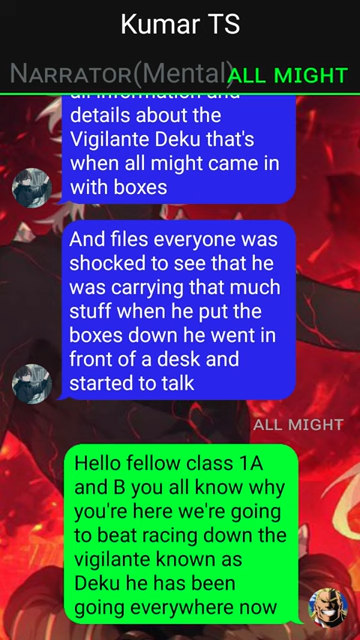 Kumar TS
NARRATOR(Mental) ALL MIGHT
all information and
details about the
Vigilante Deku that's
when all might came in
with boxes
And files everyone was
shocked to see that he
was carrying that much
stuff when he put the
boxes down he went in
front of a desk and
started to talk
ALL MIGHT
Hello fellow class 1A
and B you all know why
you're here we're going
to beat racing down the
vigilante known as
Deku he has been
going everywhere now